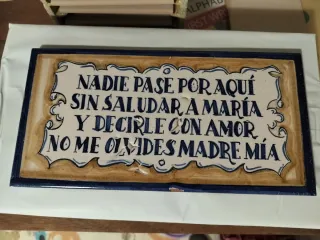 NADIE PASE POR AQUÍ
SIN SALUDAR A MARÍA
Y DECIRLE CON AMOR
NO ME OLVIDES MADRE MÍA